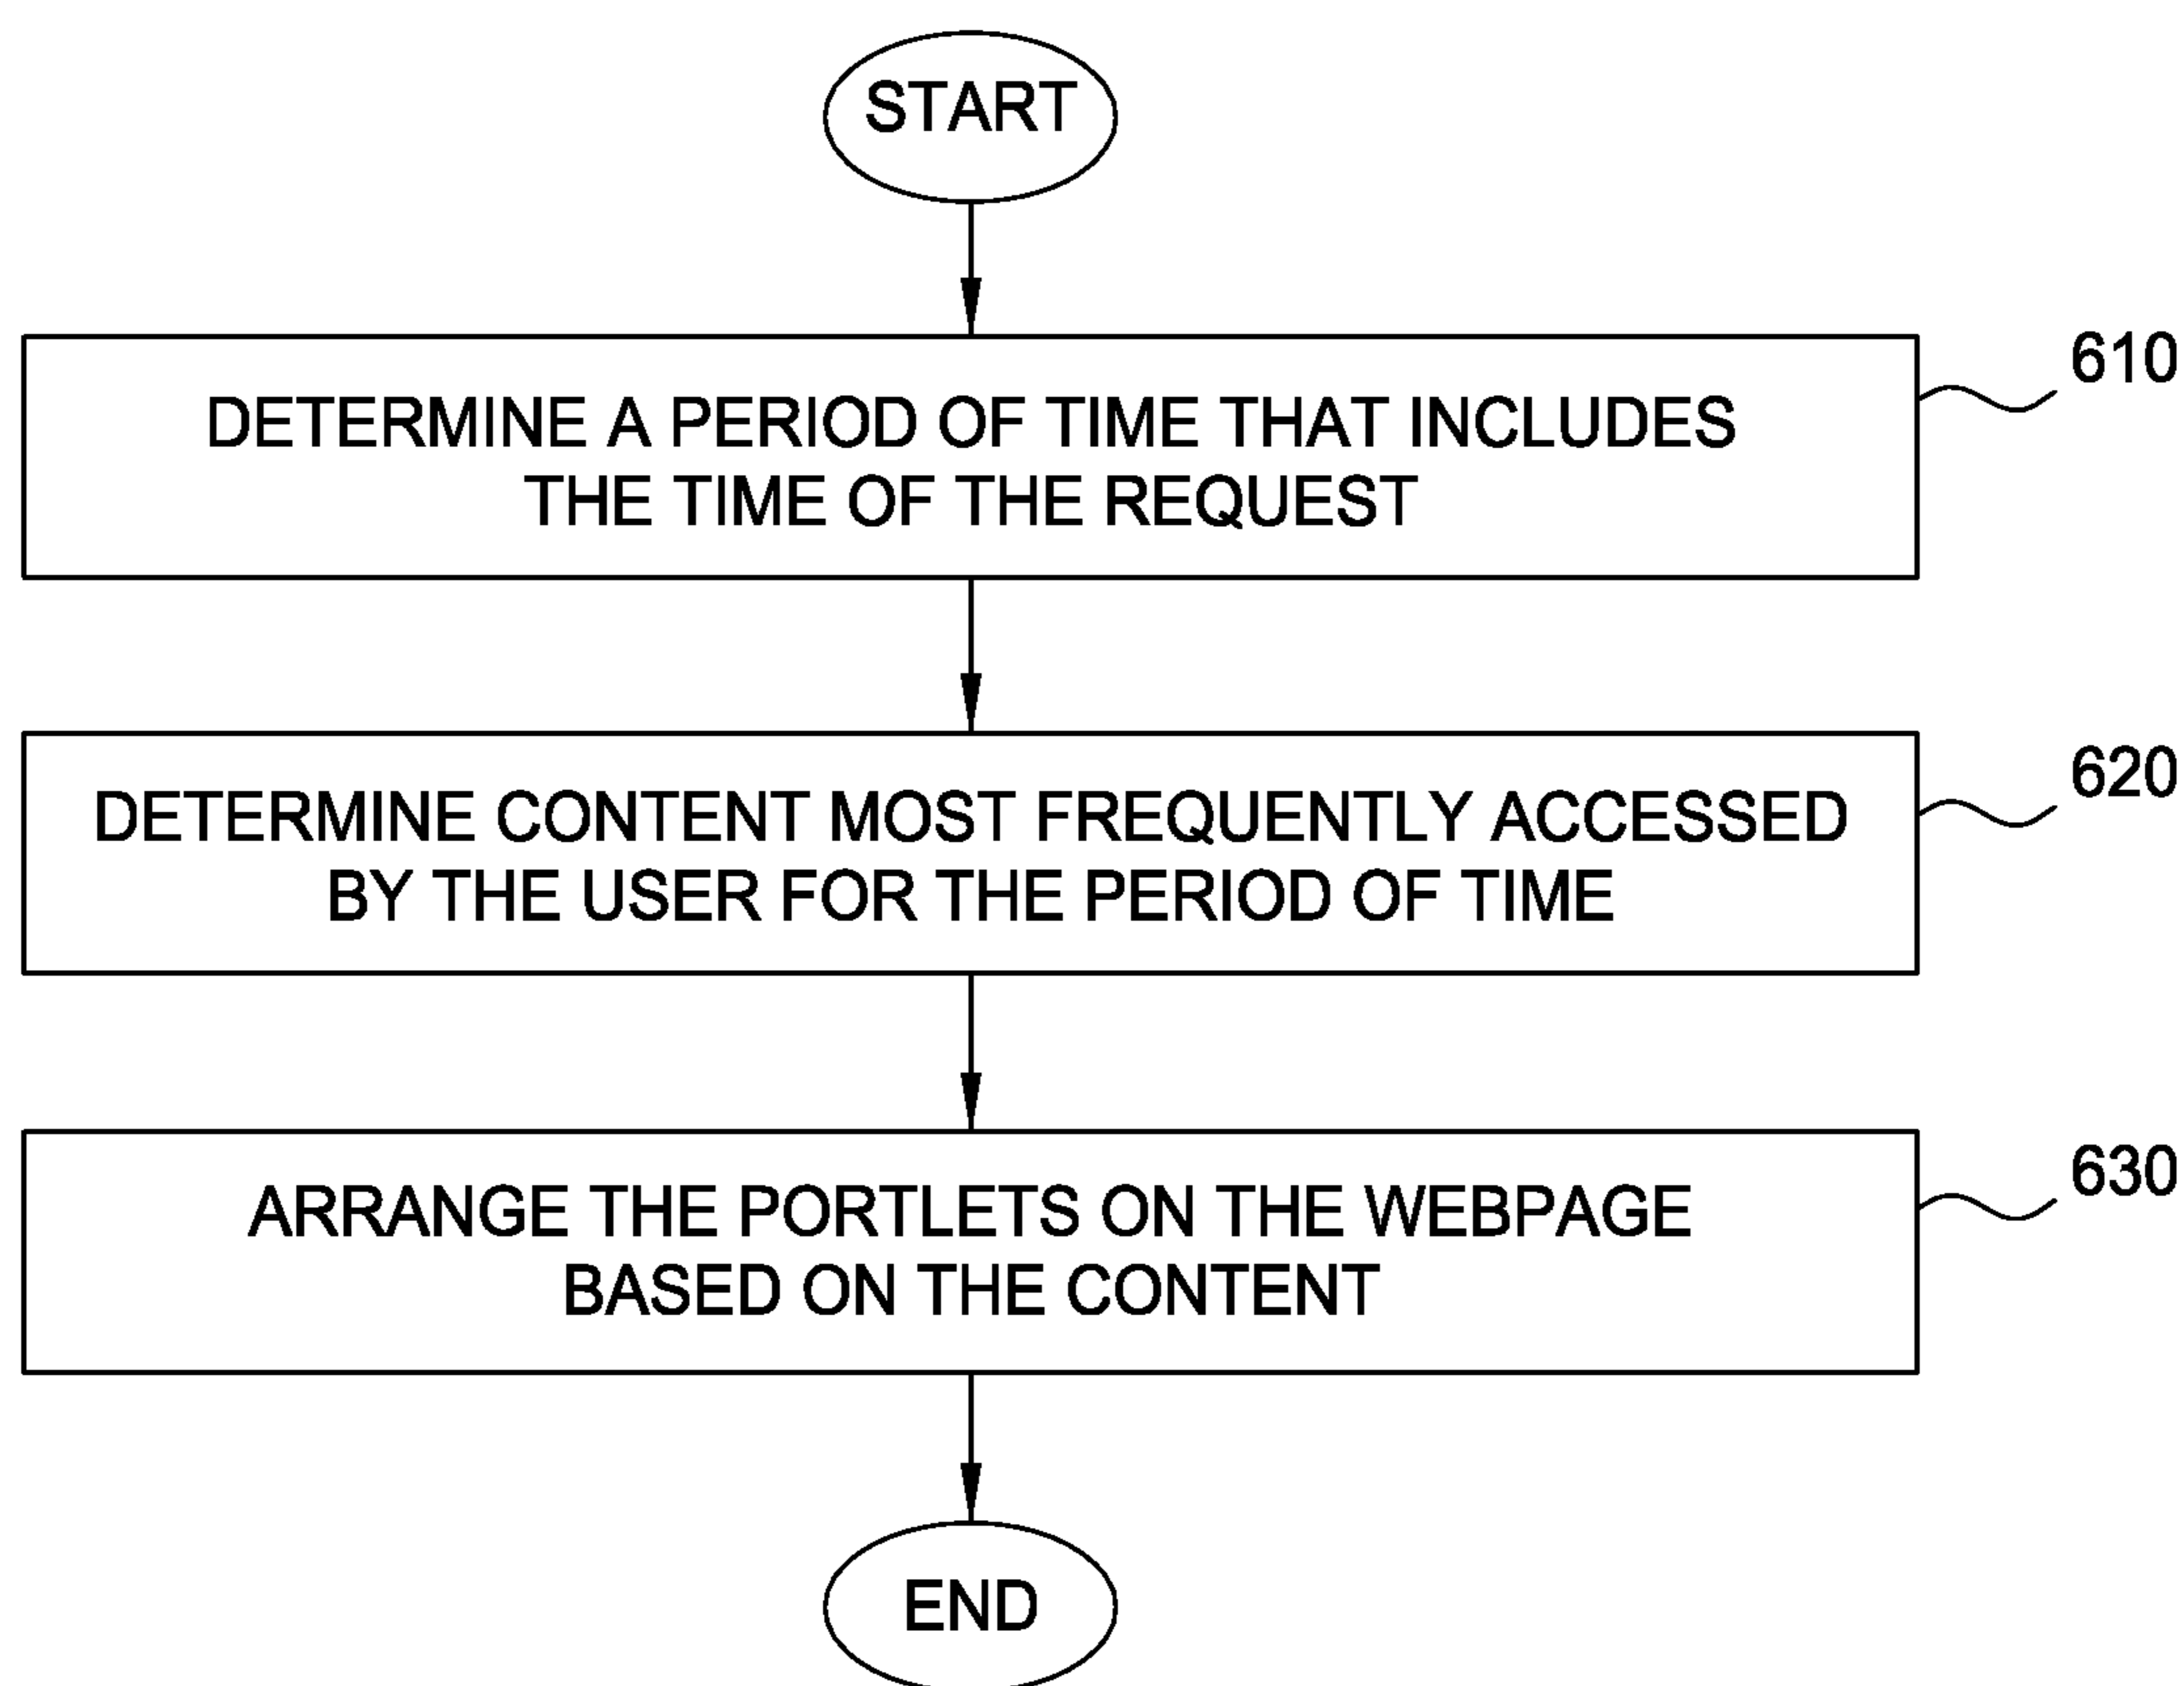 START
DETERMINE A PERIOD OF TIME THAT INCLUDES
THE TIME OF THE REQUEST
610
DETERMINE CONTENT MOST FREQUENTLY ACCESSED
BY THE USER FOR THE PERIOD OF TIME
620
ARRANGE THE PORTLETS ON THE WEBPAGE
BASED ON THE CONTENT
630
END